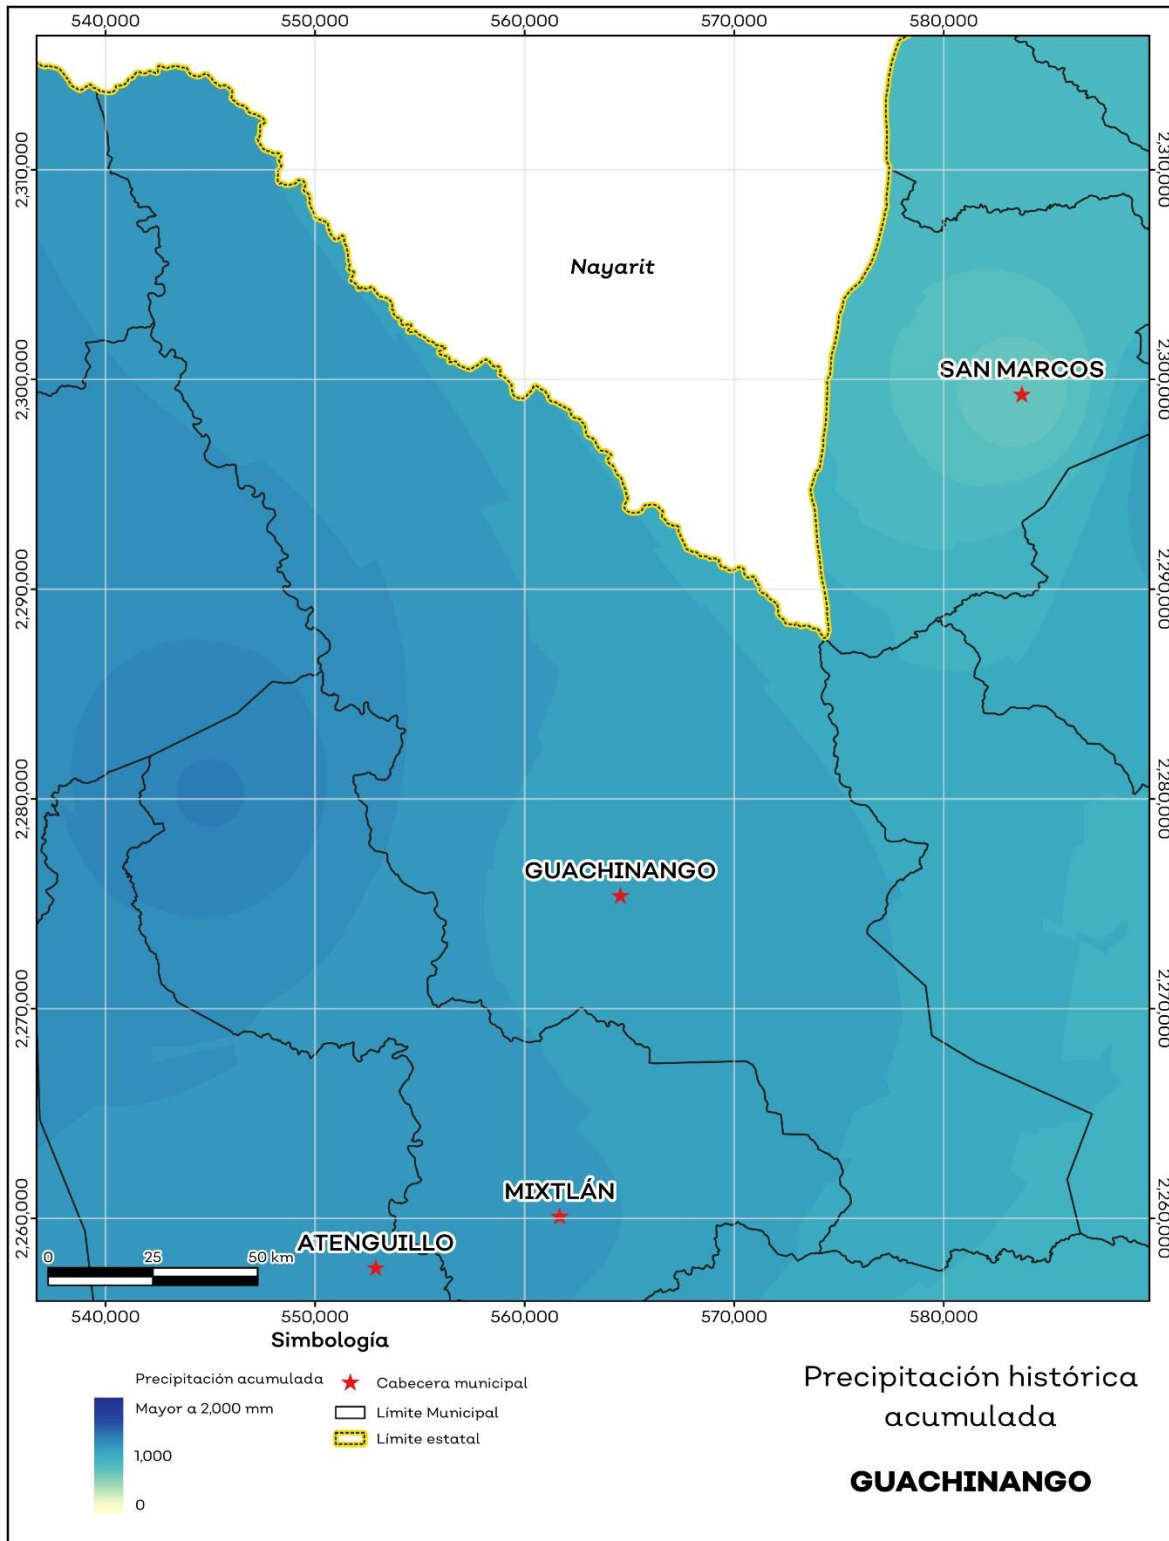 540,000
550,000
560,000
570,000
580,000
2,310,000
2,310,000
Nayarit
2,300,000
2,300,000
SAN MARCOS
2,290,000
2,290,000
2,280,000
2,280,000
GUACHINANGO
2,270,000
2,270,000
MIXTLÁN
2,260,000
2,260,000
ATENGUILLO
0 25 50 km
540,000
550,000
560,000
570,000
580,000
Simbología
Precipitación acumulada
Mayor a 2,000 mm
1,000
0
Cabecera municipal
Límite Municipal
Límite estatal
Precipitación histórica
acumulada
GUACHINANGO